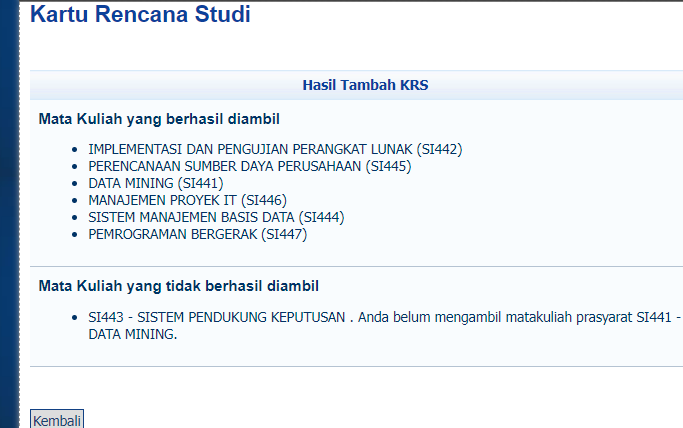 Kartu Rencana Studi
Hasil Tambah KRS
Mata Kuliah yang berhasil diambil
IMPLEMENTASI DAN PENGUJIAN PERANGKAT LUNAK (SI442)
PERENCANAAN SUMBER DAYA PERUSAHAAN (SI445)
DATA MINING (SI441)
MANAJEMEN PROYEK IT (SI446)
SISTEM MANAJEMEN BASIS DATA (SI444)
PEMROGRAMAN BERGERAK (SI447)
Mata Kuliah yang tidak berhasil diambil
SI443 - SISTEM PENDUKUNG KEPUTUSAN . Anda belum mengambil matakuliah prasyarat SI441 -
DATA MINING.
Kembali